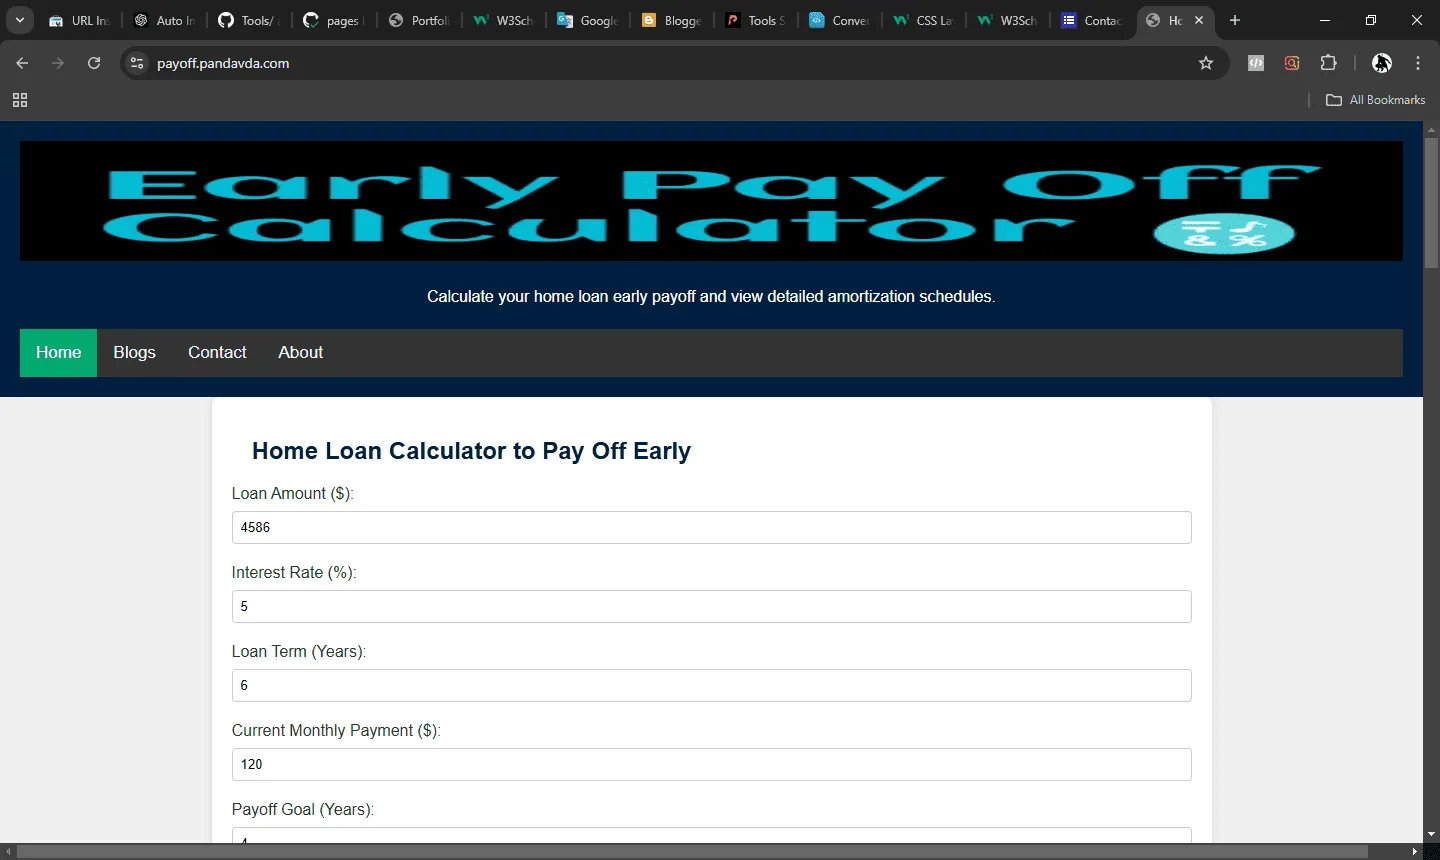 URL Ins
Auto In
Tools/
pages
Portfoli
W3Sch
Google
Blogge
Tools S
Conver
CSS La
W3Sch
Contac
Ho
payoff.pandavda.com
All Bookmarks
Early Pay Off
Calculator
Calculate your home loan early payoff and view detailed amortization schedules.
Home Blogs Contact About
Home Loan Calculator to Pay Off Early
Loan Amount ($):
4586
Interest Rate (%):
5
Loan Term (Years):
6
Current Monthly Payment ($):
120
Payoff Goal (Years):
4